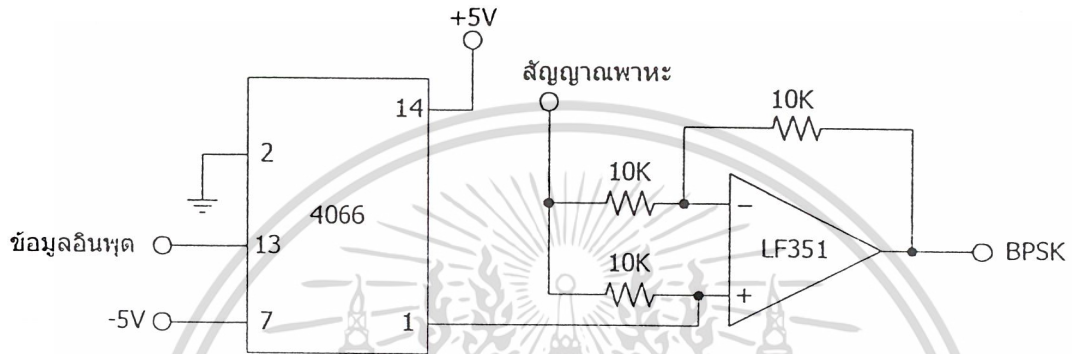 +5V
สัญญาณพาหะ
14
10K
2
10K
4066
ข้อมูลอินพุต
13
−
LF351
BPSK
10K
+
-5V
7
1